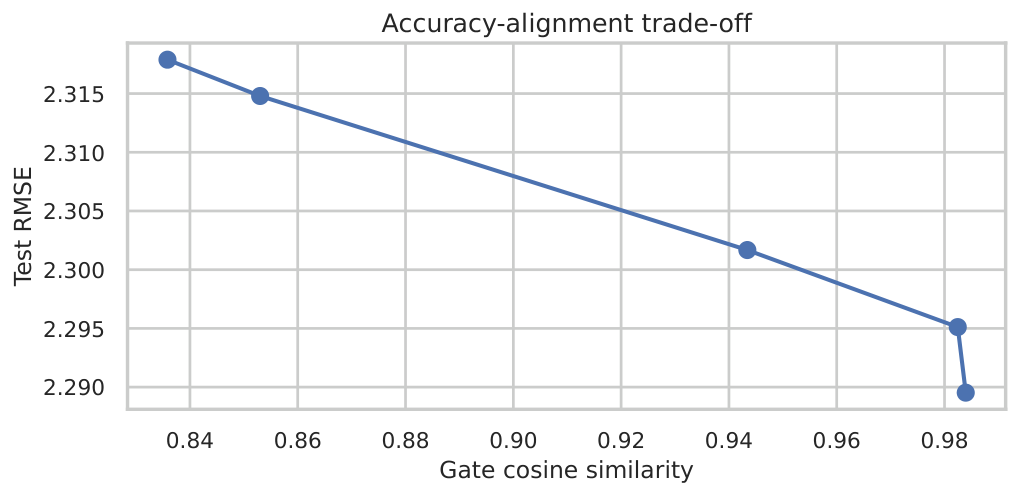 Accuracy-alignment trade-off
Test RMSE
2.315
2.310
2.305
2.300
2.295
2.290
0.84 0.86 0.88 0.90 0.92 0.94 0.96 0.98
Gate cosine similarity